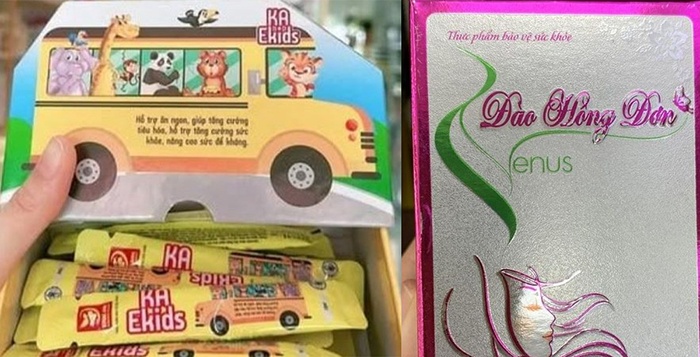 KA
Ekids
Hỗ trợ ăn ngon, giúp tăng cường
tiêu hóa, hỗ trợ tăng cường sức
khỏe, nâng cao sức đề kháng.
KA
Ekids
KA
Ekids
Thực phẩm bảo vệ sức khỏe
Đào Hồng Đơn
Venus